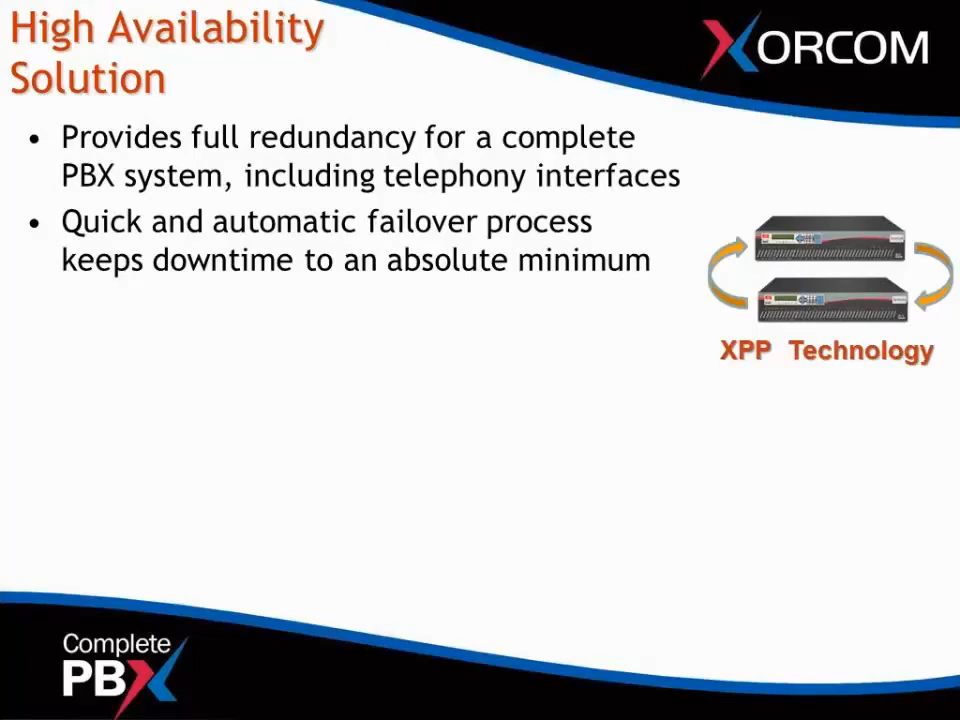 High Availability
Solution
XORCOM
• Provides full redundancy for a complete
PBX system, including telephony interfaces
• Quick and automatic failover process
keeps downtime to an absolute minimum
XPP Technology
Complete
PBX